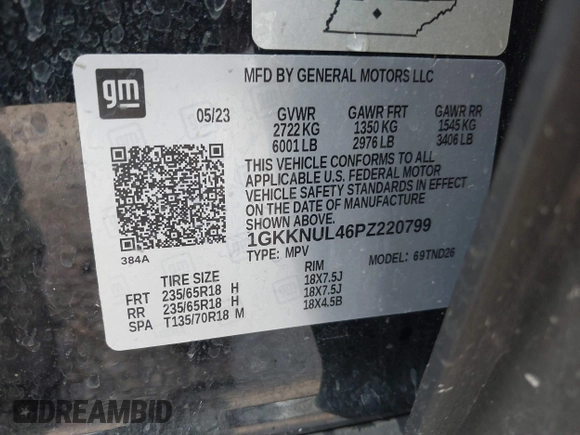 gm
MFD BY GENERAL MOTORS LLC
05/23 GVWR GAWR FRT GAWR RR
2722 KG 1350 KG 1545 KG
6001 LB 2976 LB 3406 LB
THIS VEHICLE CONFORMS TO ALL
APPLICABLE U.S. FEDERAL MOTOR
VEHICLE SAFETY STANDARDS IN EFFECT
ON THE DATE OF MANUFACTURE
SHOWN ABOVE.
1GKKNUL46PZ220799
TYPE: MPV MODEL: 69TND26
384A
TIRE SIZE RIM
FRT 235/65R18 H 18X7.5J
RR 235/65R18 H 18X7.5J
SPA T135/70R18 M 18X4.5B
DREAMBID